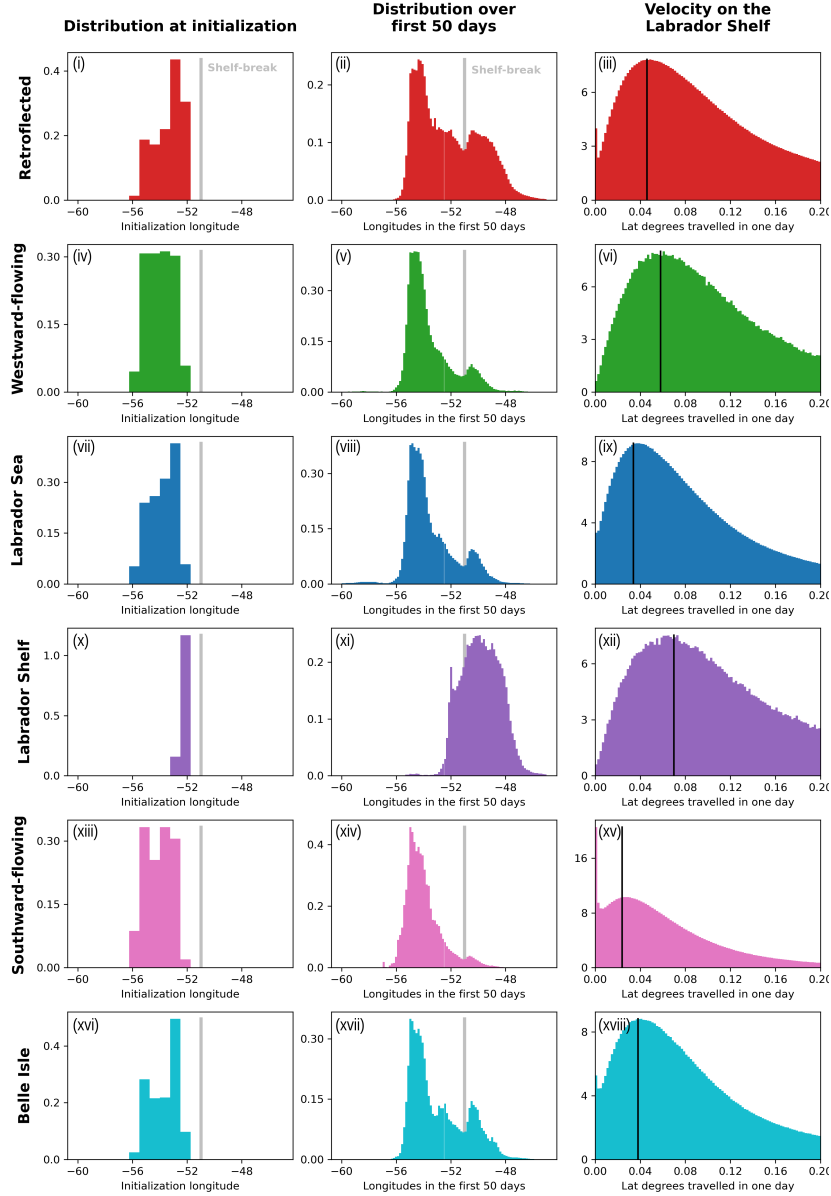 Distribution at initialization
Distribution over
first 50 days
Velocity on the
Labrador Shelf
Retroflected
(i)
Shelf-break
0.4
0.2
0.0
−60 −56 −52 −48
Initialization longitude
(ii)
Shelf-break
0.2
0.1
0.0
−60 −56 −52 −48
Longitudes in the first 50 days
(iii)
6
3
0
0.00 0.04 0.08 0.12 0.16 0.20
Lat degrees travelled in one day
Westward-flowing
(iv)
0.30
0.15
0.00
−60 −56 −52 −48
Initialization longitude
(v)
0.30
0.15
0.00
−60 −56 −52 −48
Longitudes in the first 50 days
(vi)
6
3
0
0.00 0.04 0.08 0.12 0.16 0.20
Lat degrees travelled in one day
Labrador Sea
(vii)
0.30
0.15
0.00
−60 −56 −52 −48
Initialization longitude
(viii)
0.30
0.15
0.00
−60 −56 −52 −48
Longitudes in the first 50 days
(ix)
8
4
0
0.00 0.04 0.08 0.12 0.16 0.20
Lat degrees travelled in one day
Labrador Shelf
(x)
1.0
0.5
0.0
−60 −56 −52 −48
Initialization longitude
(xi)
0.2
0.1
0.0
−60 −56 −52 −48
Longitudes in the first 50 days
(xii)
6
3
0
0.00 0.04 0.08 0.12 0.16 0.20
Lat degrees travelled in one day
Southward-flowing
(xiii)
0.30
0.15
0.00
−60 −56 −52 −48
Initialization longitude
(xiv)
0.4
0.2
0.0
−60 −56 −52 −48
Longitudes in the first 50 days
(xv)
16
8
0
0.00 0.04 0.08 0.12 0.16 0.20
Lat degrees travelled in one day
Belle Isle
(xvi)
0.4
0.2
0.0
−60 −56 −52 −48
Initialization longitude
(xvii)
0.30
0.15
0.00
−60 −56 −52 −48
Longitudes in the first 50 days
(xviii)
8
4
0
0.00 0.04 0.08 0.12 0.16 0.20
Lat degrees travelled in one day